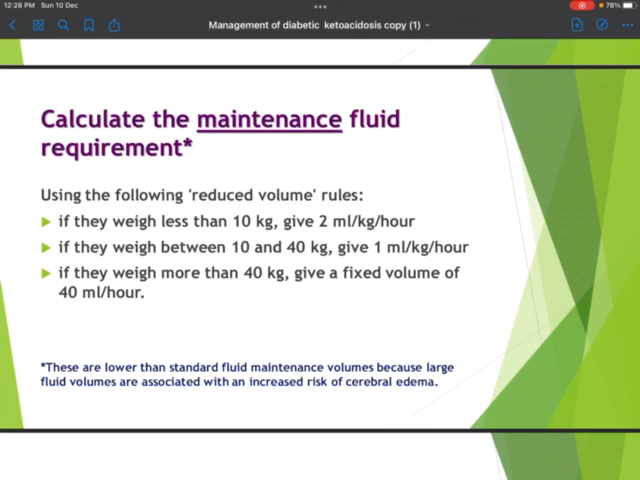 12:28 PM Sun 10 Dec
78%
Management of diabetic ketoacidosis copy (1)
Calculate the maintenance fluid
requirement*
Using the following 'reduced volume' rules:
if they weigh less than 10 kg, give 2 ml/kg/hour
if they weigh between 10 and 40 kg, give 1 ml/kg/hour
if they weigh more than 40 kg, give a fixed volume of
40 ml/hour.
*These are lower than standard fluid maintenance volumes because large
fluid volumes are associated with an increased risk of cerebral edema.